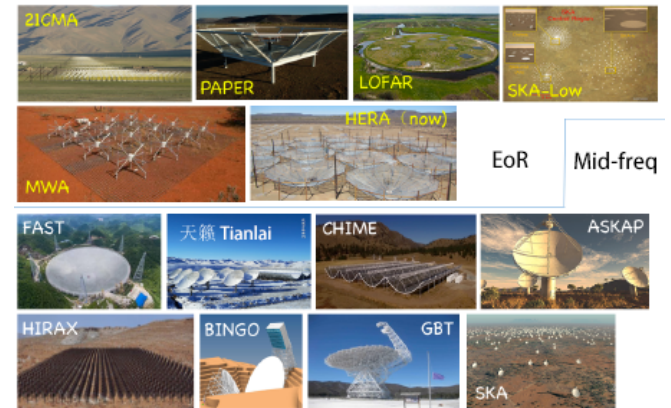 21CMA
PAPER
LOFAR
SKA-Low
MWA
HERA (now)
EoR
Mid-freq
FAST
天籁 Tianlai
CHIME
ASKAP
HIRAX
BINGO
GBT
SKA